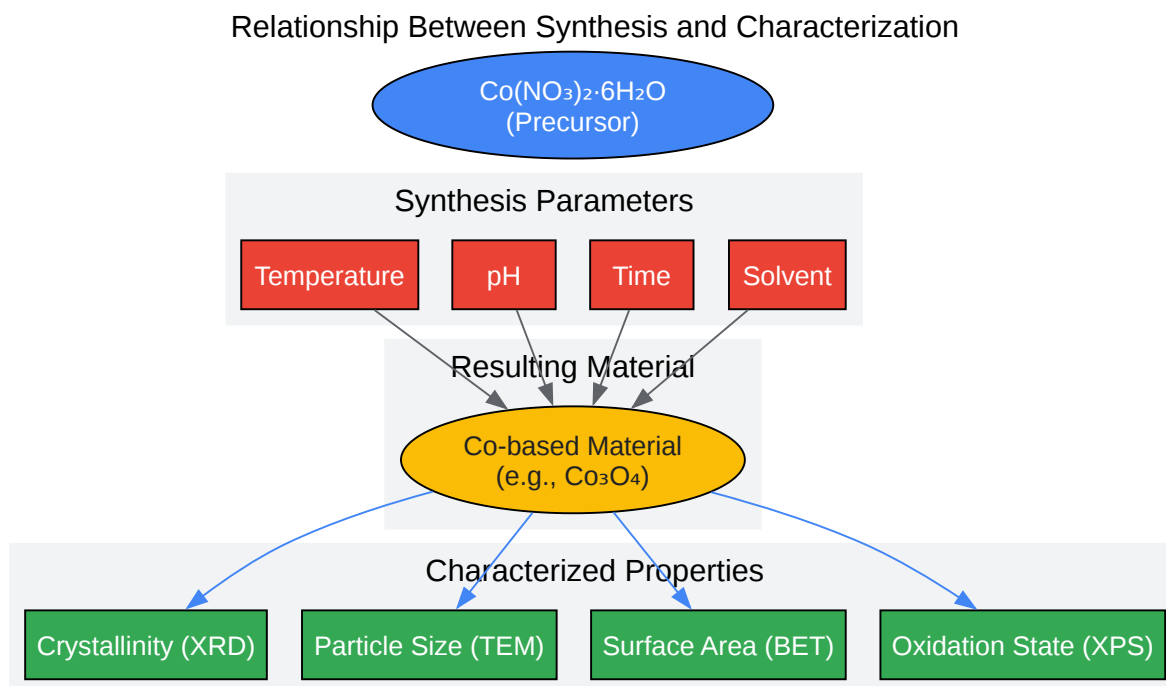 Relationship Between Synthesis and Characterization
Co(NO₃)₂·6H₂O
(Precursor)
Synthesis Parameters
Temperature
pH
Time
Solvent
Resulting Material
Co-based Material
(e.g., Co₃O₄)
Characterized Properties
Crystallinity (XRD)
Particle Size (TEM)
Surface Area (BET)
Oxidation State (XPS)